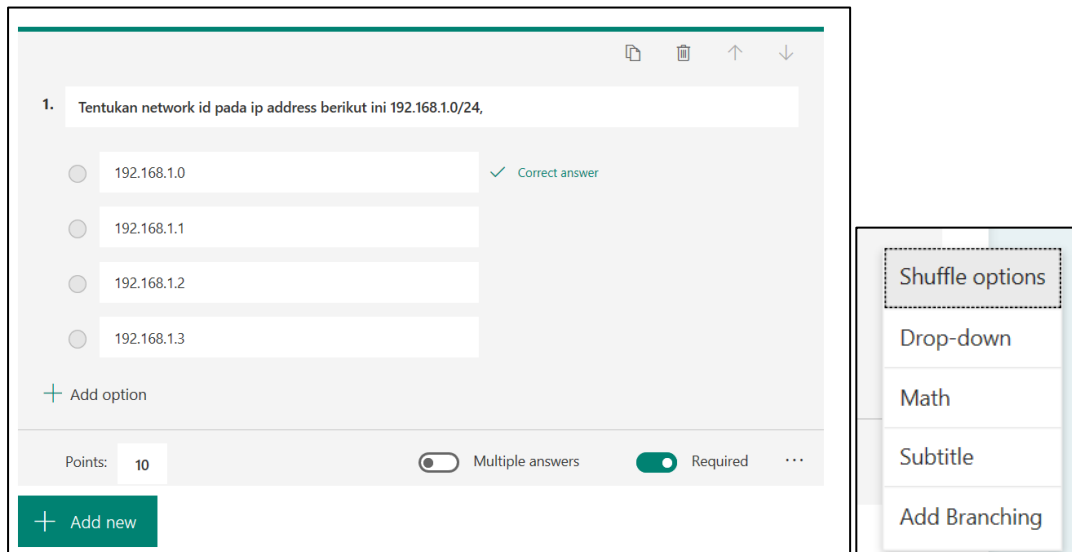 1. Tentukan network id pada ip address berikut ini 192.168.1.0/24,
192.168.1.0 Correct answer
192.168.1.1
192.168.1.2
192.168.1.3
Add option
Points: 10 Multiple answers Required ...
Add new
Shuffle options
Drop-down
Math
Subtitle
Add Branching